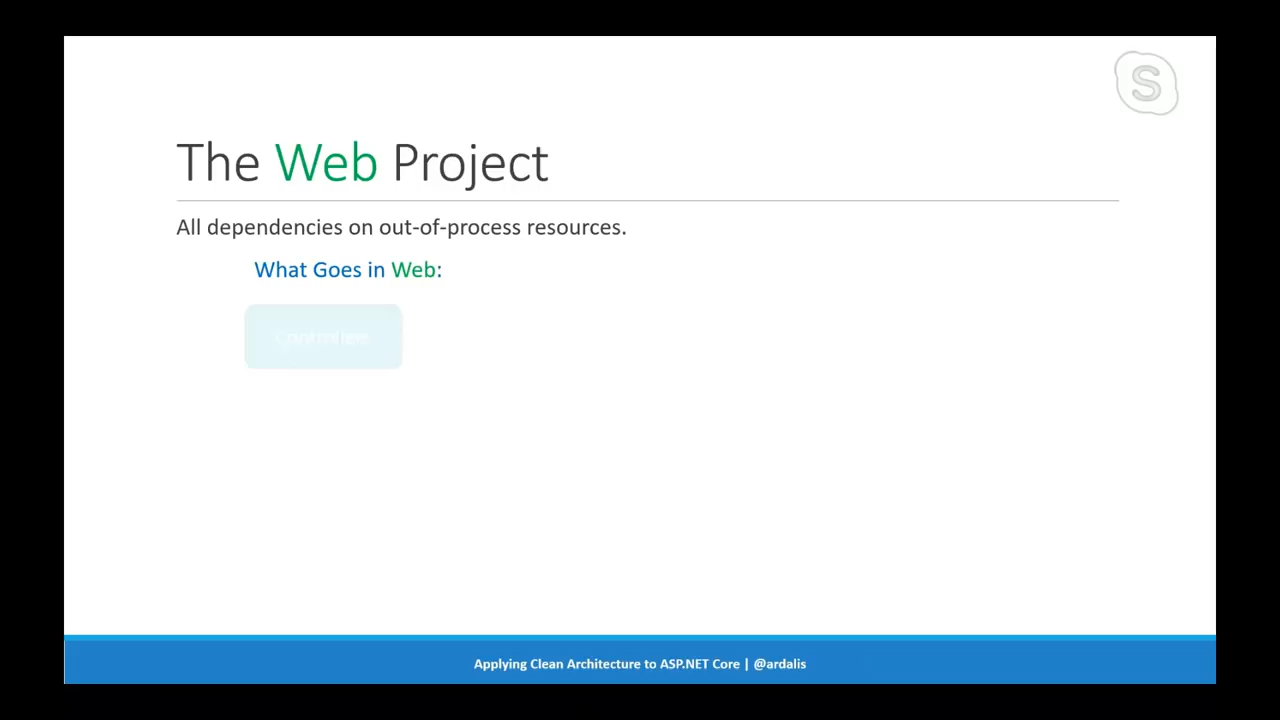 S
The Web Project
All dependencies on out-of-process resources.
What Goes in Web:
Controllers
Applying Clean Architecture to ASP.NET Core | @ardalis